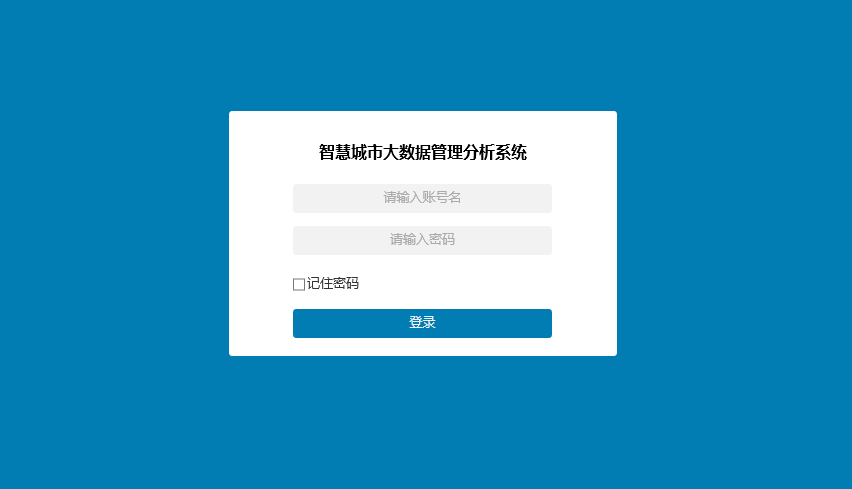 智慧城市大数据管理分析系统
请输入账号名
请输入密码
记住密码
登录